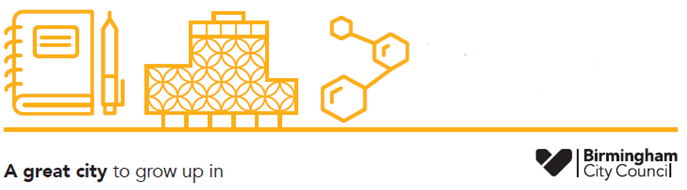 A great city to grow up in
Birmingham
City Council